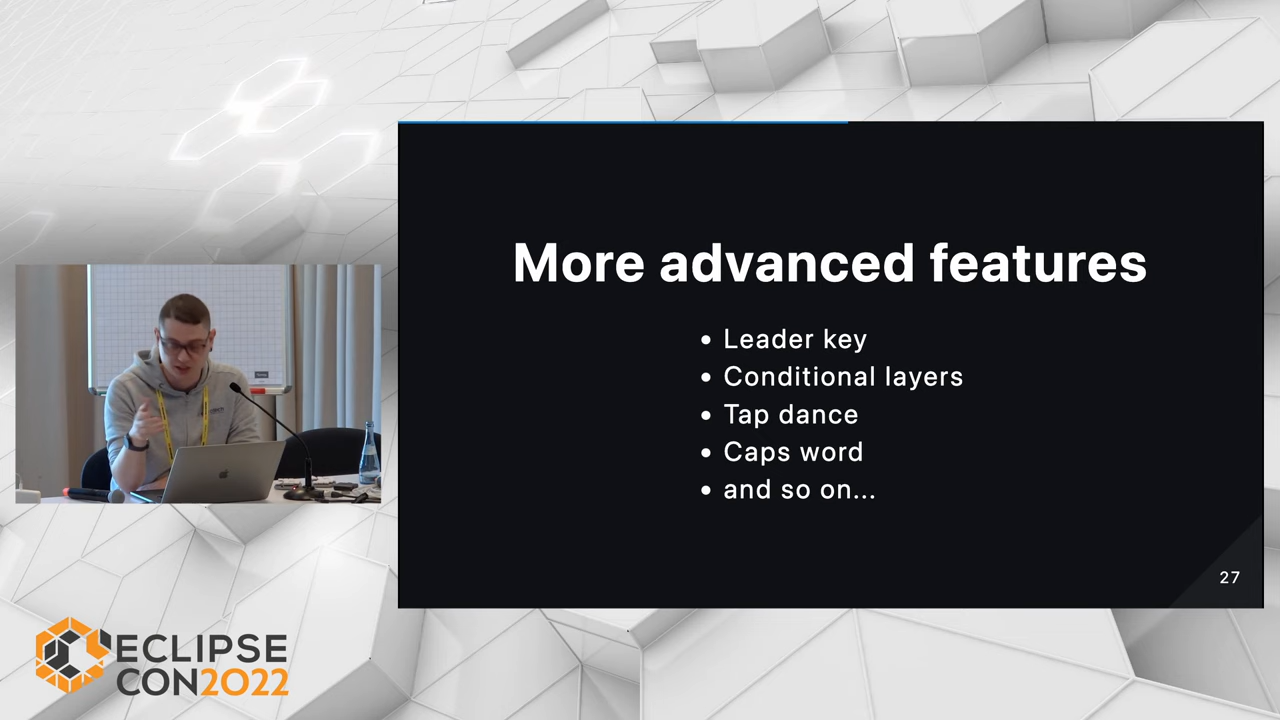 More advanced features
• Leader key
• Conditional layers
• Tap dance
• Caps word
• and so on...
27
ECLIPSE
CON2022